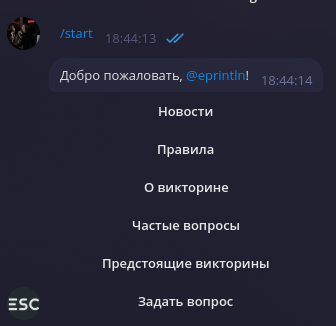 /start 18:44:13
Добро пожаловать, @eprintln! 18:44:14
Новости
Правила
О викторине
Частые вопросы
Предстоящие викторины
Задать вопрос
ESC